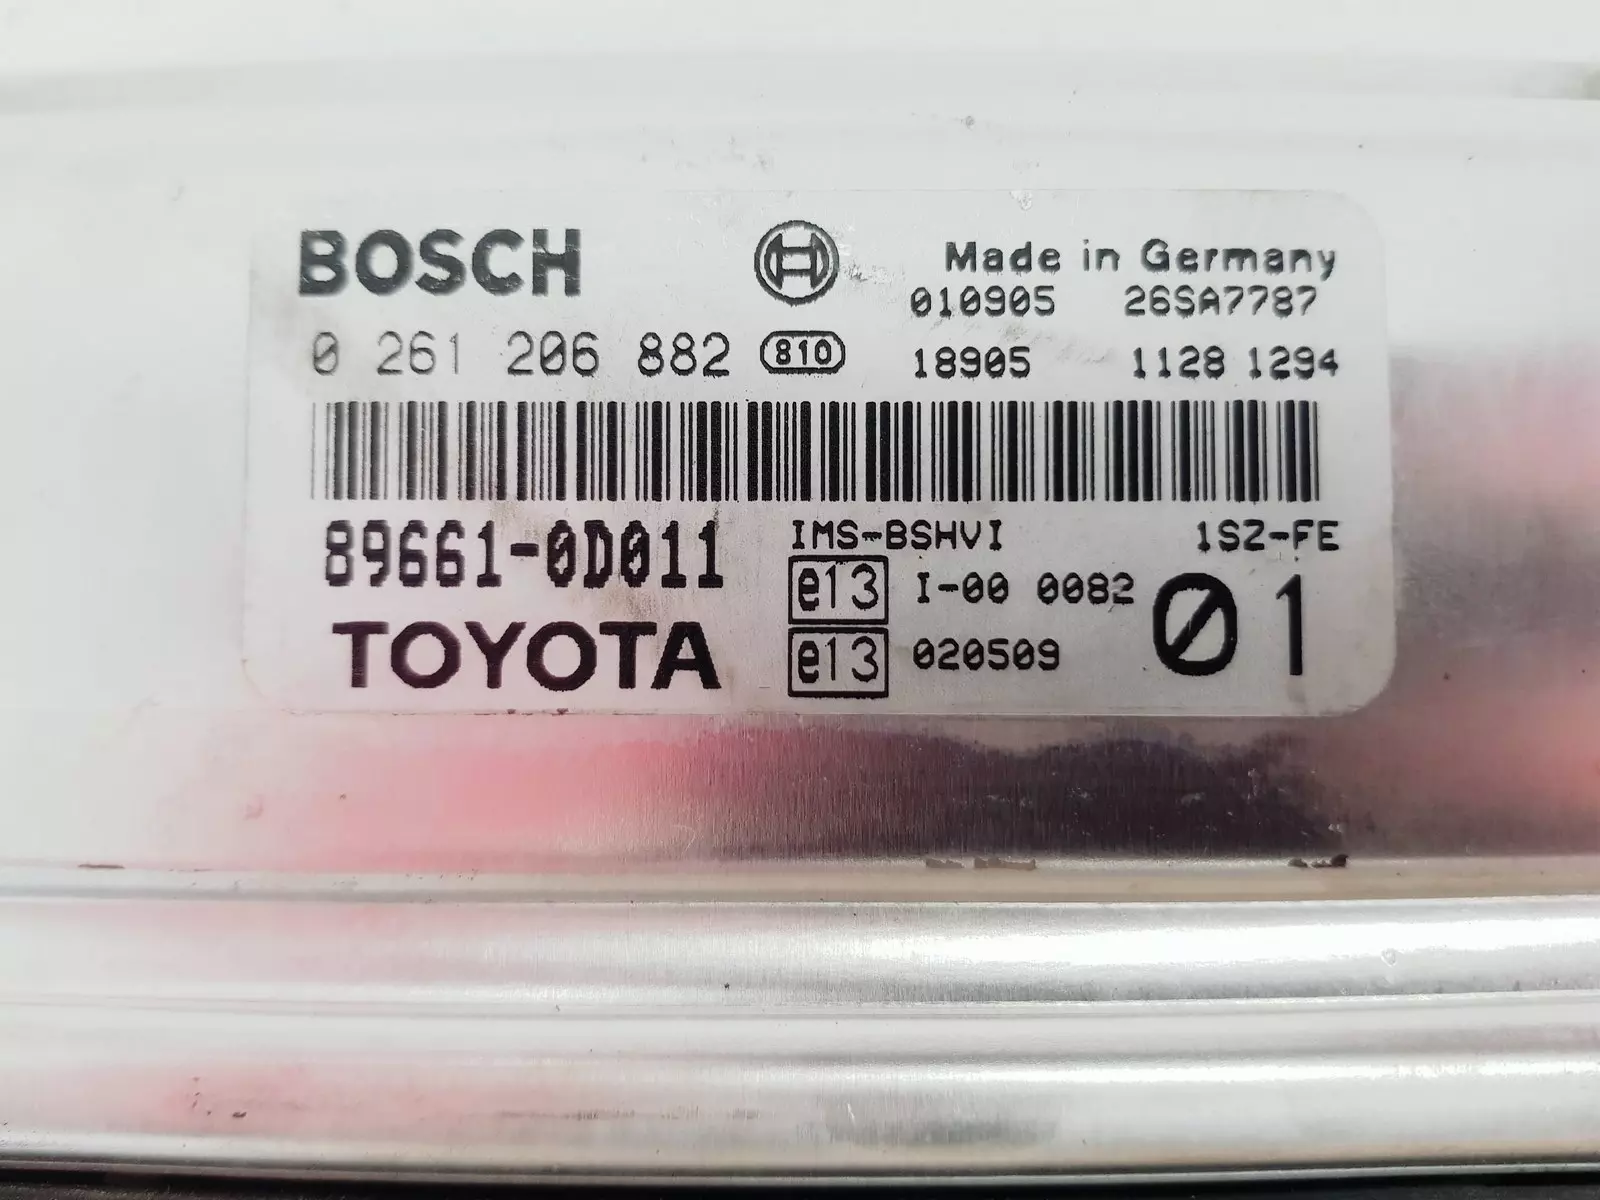 BOSCH
Made in Germany
010905 26SA7787
0 261 206 882 810
18905 1128 1294
89661-0D011
IMS-BSHVI 1SZ-FE
e13 I-00 0082
TOYOTA
e13 020509
01